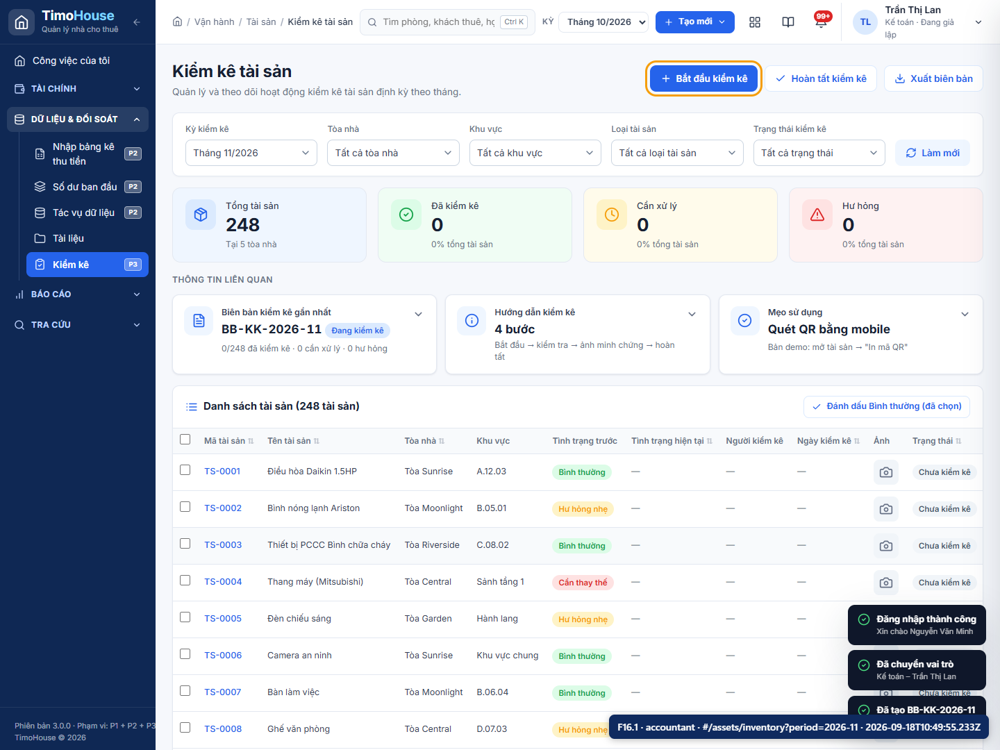 TimoHouse
Quản lý nhà cho thuê
Công việc của tôi
TÀI CHÍNH
DỮ LIỆU & ĐỐI SOÁT
Nhập bảng kê thu tiền P2
Số dư ban đầu P2
Tác vụ dữ liệu P2
Tài liệu
Kiểm kê P3
BÁO CÁO
TRA CỨU
Phiên bản 3.0.0 · Phạm vi: P1 + P2 + P3
TimoHouse © 2026
/ Vận hành / Tài sản / Kiểm kê tài sản
Tìm phòng, khách thuê, hợ Ctrl K
KỲ Tháng 10/2026
Tạo mới
99+
TL
Trần Thị Lan
Kế toán · Đang giả lập
Kiểm kê tài sản
Quản lý và theo dõi hoạt động kiểm kê tài sản định kỳ theo tháng.
Bắt đầu kiểm kê
Hoàn tất kiểm kê
Xuất biên bản
Kỳ kiểm kê Tòa nhà Khu vực Loại tài sản Trạng thái kiểm kê
Tháng 11/2026 Tất cả tòa nhà Tất cả khu vực Tất cả loại tài sản Tất cả trạng thái Làm mới
Tổng tài sản
248
Tại 5 tòa nhà
Đã kiểm kê
0
0% tổng tài sản
Cần xử lý
0
0% tổng tài sản
Hư hỏng
0
0% tổng tài sản
THÔNG TIN LIÊN QUAN
Biên bản kiểm kê gần nhất
BB-KK-2026-11 Đang kiểm kê
0/248 đã kiểm kê · 0 cần xử lý · 0 hư hỏng
Hướng dẫn kiểm kê
4 bước
Bắt đầu → kiểm tra → ảnh minh chứng → hoàn
tất
Mẹo sử dụng
Quét QR bằng mobile
Bản demo: mở tài sản → "In mã QR"
Danh sách tài sản (248 tài sản)
Đánh dấu Bình thường (đã chọn)
Mã tài sản Tên tài sản Tòa nhà Khu vực Tình trạng trước Tình trạng hiện tại Người kiểm kê Ngày kiểm kê Ảnh Trạng thái
TS-0001 Điều hòa Daikin 1.5HP Tòa Sunrise A.12.03 Bình thường — — — Chưa kiểm kê
TS-0002 Bình nóng lạnh Ariston Tòa Moonlight B.05.01 Hư hỏng nhẹ — — — Chưa kiểm kê
TS-0003 Thiết bị PCCC Bình chữa cháy Tòa Riverside C.08.02 Bình thường — — — Chưa kiểm kê
TS-0004 Thang máy (Mitsubishi) Tòa Central Sảnh tầng 1 Cần thay thế — — — Chưa kiểm kê
TS-0005 Đèn chiếu sáng Tòa Garden Hành lang Hư hỏng nhẹ — — —
TS-0006 Camera an ninh Tòa Sunrise Khu vực chung Bình thường — — —
TS-0007 Bàn làm việc Tòa Moonlight B.06.04 Bình thường — — — Chưa kiểm kê
TS-0008 Ghế văn phòng Tòa Central D.07.03 Hư hỏng nhẹ
Đăng nhập thành công
Xin chào Nguyễn Văn Minh
Đã chuyển vai trò
Kế toán – Trần Thị Lan
Đã tạo BB-KK-2026-11
F16.1 · accountant · #/assets/inventory?period=2026-11 · 2026-09-18T10:49:55.233Z